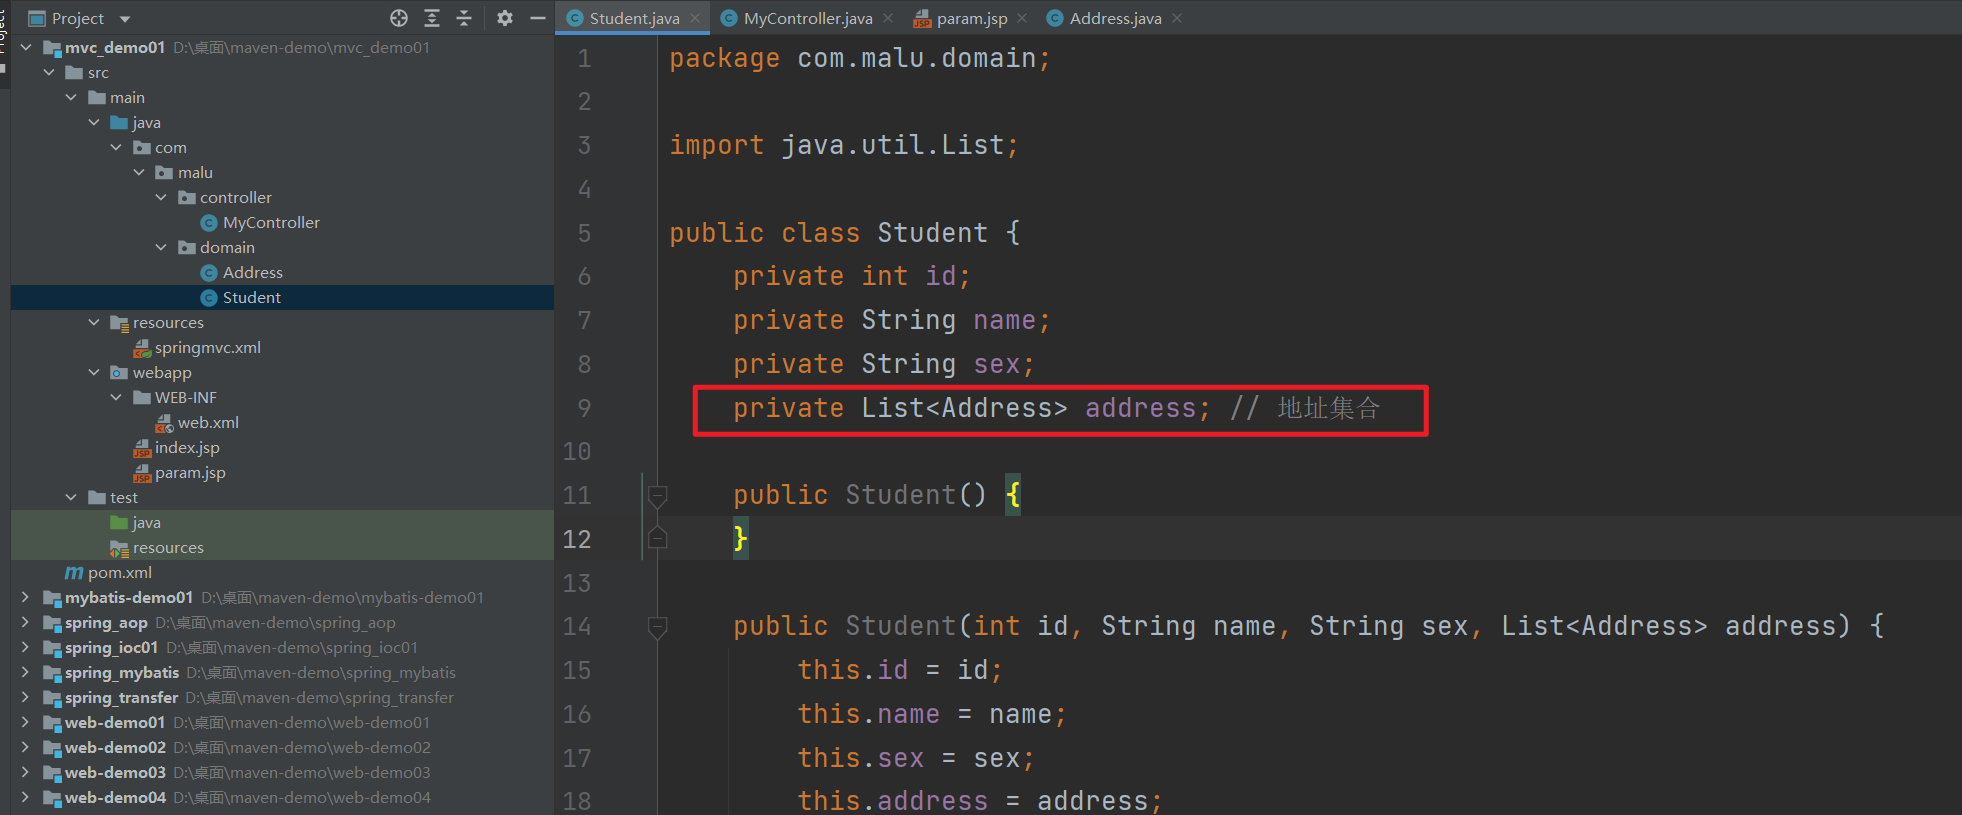 Project
mvc_demo01 D:\桌面\maven-demo\mvc_demo01
src
main
java
com
malu
controller
MyController
domain
Address
Student
resources
springmvc.xml
webapp
WEB-INF
web.xml
index.jsp
param.jsp
test
java
resources
pom.xml
mybatis-demo01 D:\桌面\maven-demo\mybatis-demo01
spring_aop D:\桌面\maven-demo\spring_aop
spring_ioc01 D:\桌面\maven-demo\spring_ioc01
spring_mybatis D:\桌面\maven-demo\spring_mybatis
spring_transfer D:\桌面\maven-demo\spring_transfer
web-demo01 D:\桌面\maven-demo\web-demo01
web-demo02 D:\桌面\maven-demo\web-demo02
web-demo03 D:\桌面\maven-demo\web-demo03
web-demo04 D:\桌面\maven-demo\web-demo04
Student.java MyController.java param.jsp Address.java
1 package com.malu.domain;
2
3 import java.util.List;
4
5 public class Student {
6 private int id;
7 private String name;
8 private String sex;
9 private List<Address> address; // 地址集合
10
11 public Student() {
12 }
13
14 public Student(int id, String name, String sex, List<Address> address) {
15 this.id = id;
16 this.name = name;
17 this.sex = sex;
18 this.address = address;